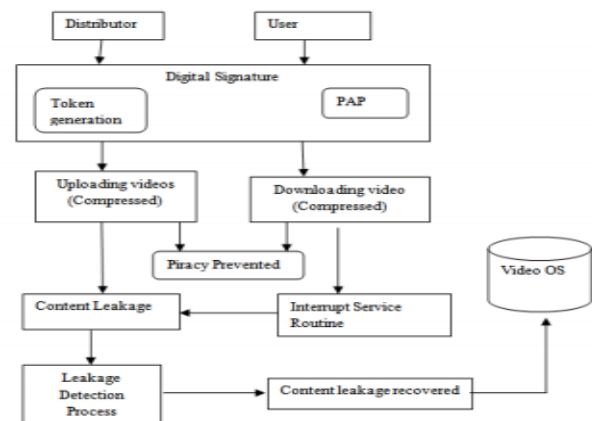 Distributor
User
Digital Signature
Token
generation
PAP
Uploading videos
(Compressed)
Downloading video
(Compressed)
Piracy Prevented
Video OS
Content Leakage
Interrupt Service
Routine
Leakage
Detection
Process
Content leakage recovered